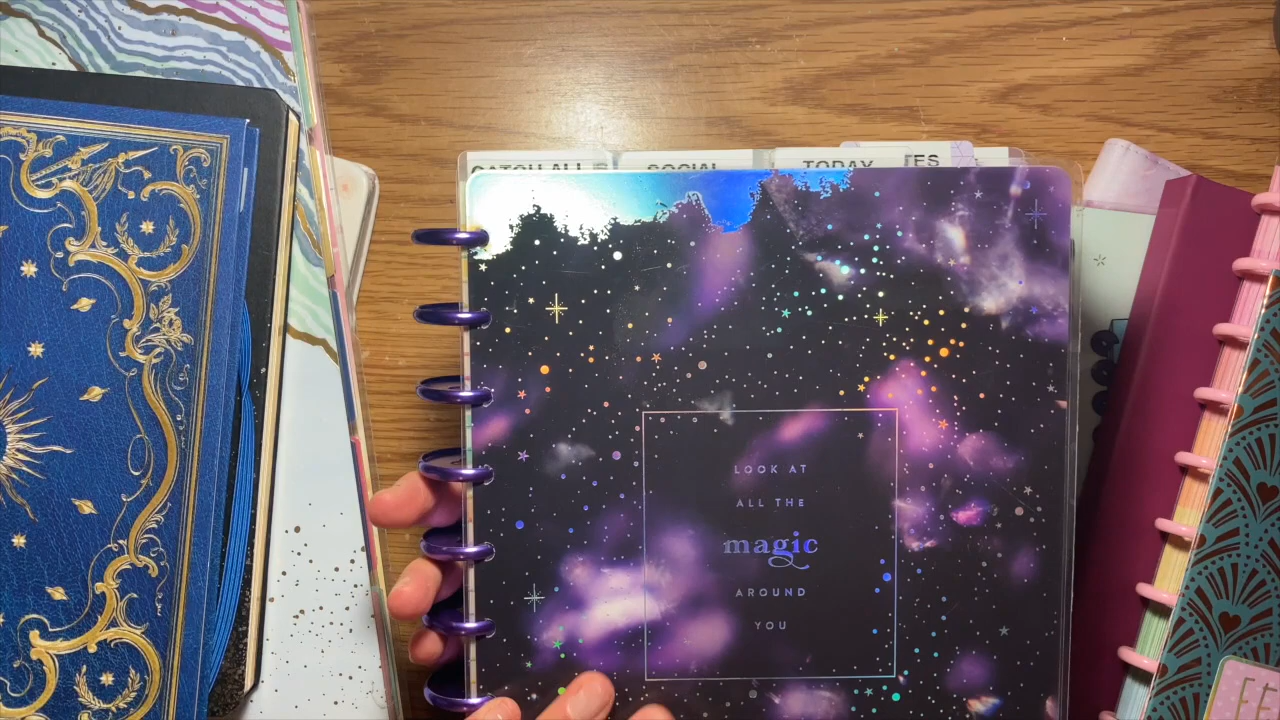 CATCH ALL
SOCIAL
TODAY
LOOK AT
ALL THE
magic
AROUND
YOU